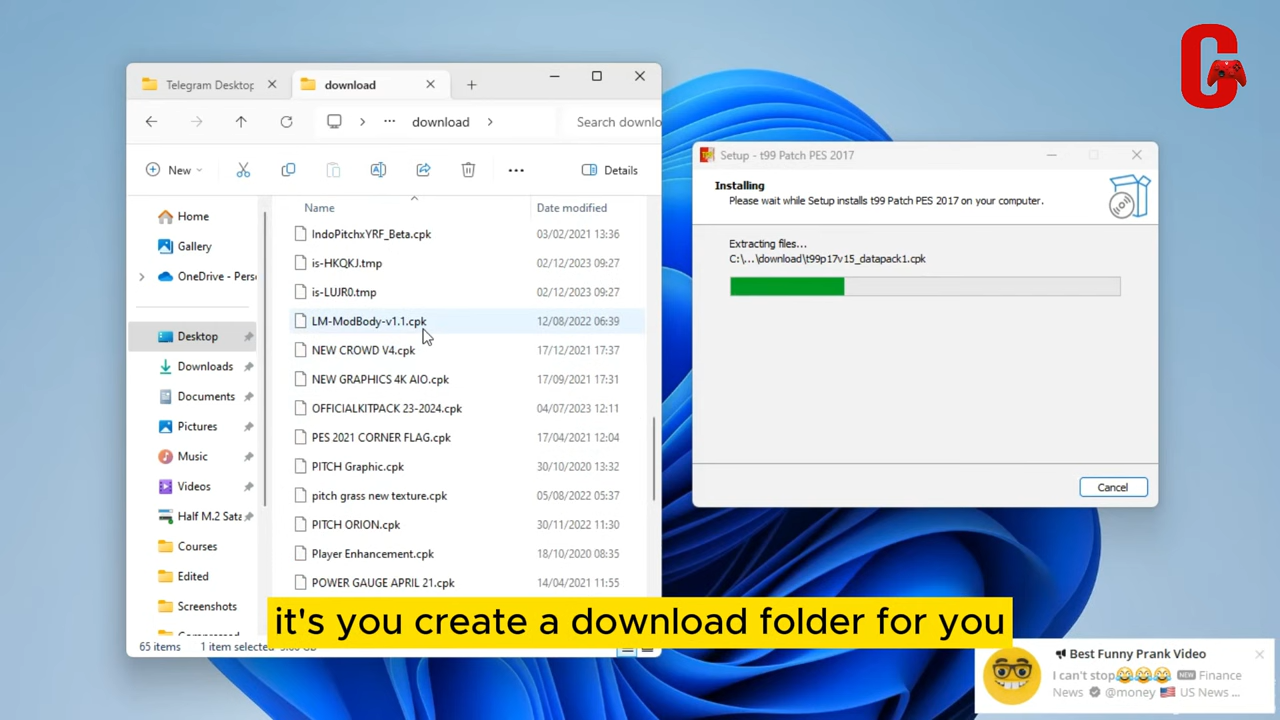 Telegram Desktop
download
download
Search downlo
New
Details
Name
Date modified
Home
Gallery
OneDrive - Pers
Desktop
Downloads
Documents
Pictures
Music
Videos
Half M.2 Sata
Courses
Edited
Screenshots
IndoPitchxYRF_Beta.cpk 03/02/2021 13:36
is-HKQKJ.tmp 02/12/2023 09:27
is-LUJR0.tmp 02/12/2023 09:27
LM-ModBody-v1.1.cpk 12/08/2022 06:39
NEW CROWD V4.cpk 17/12/2021 17:37
NEW GRAPHICS 4K AIO.cpk 17/09/2021 17:31
OFFICIALKITPACK 23-2024.cpk 04/07/2023 12:11
PES 2021 CORNER FLAG.cpk 17/04/2021 12:04
PITCH Graphic.cpk 30/10/2020 13:32
pitch grass new texture.cpk 05/08/2022 05:37
PITCH ORION.cpk 30/11/2022 11:30
Player Enhancement.cpk 18/10/2020 08:35
POWER GAUGE APRIL 21.cpk 14/04/2021 11:55
65 items 1 item selected
Setup - t99 Patch PES 2017
Installing
Please wait while Setup installs t99 Patch PES 2017 on your computer.
Extracting files...
C:\...\download\t99p17v15_datapack1.cpk
Cancel
it's you create a download folder for you
Best Funny Prank Video
I can't stop😂😂😂 NEW Finance
News @money 🇺🇸 US News ...